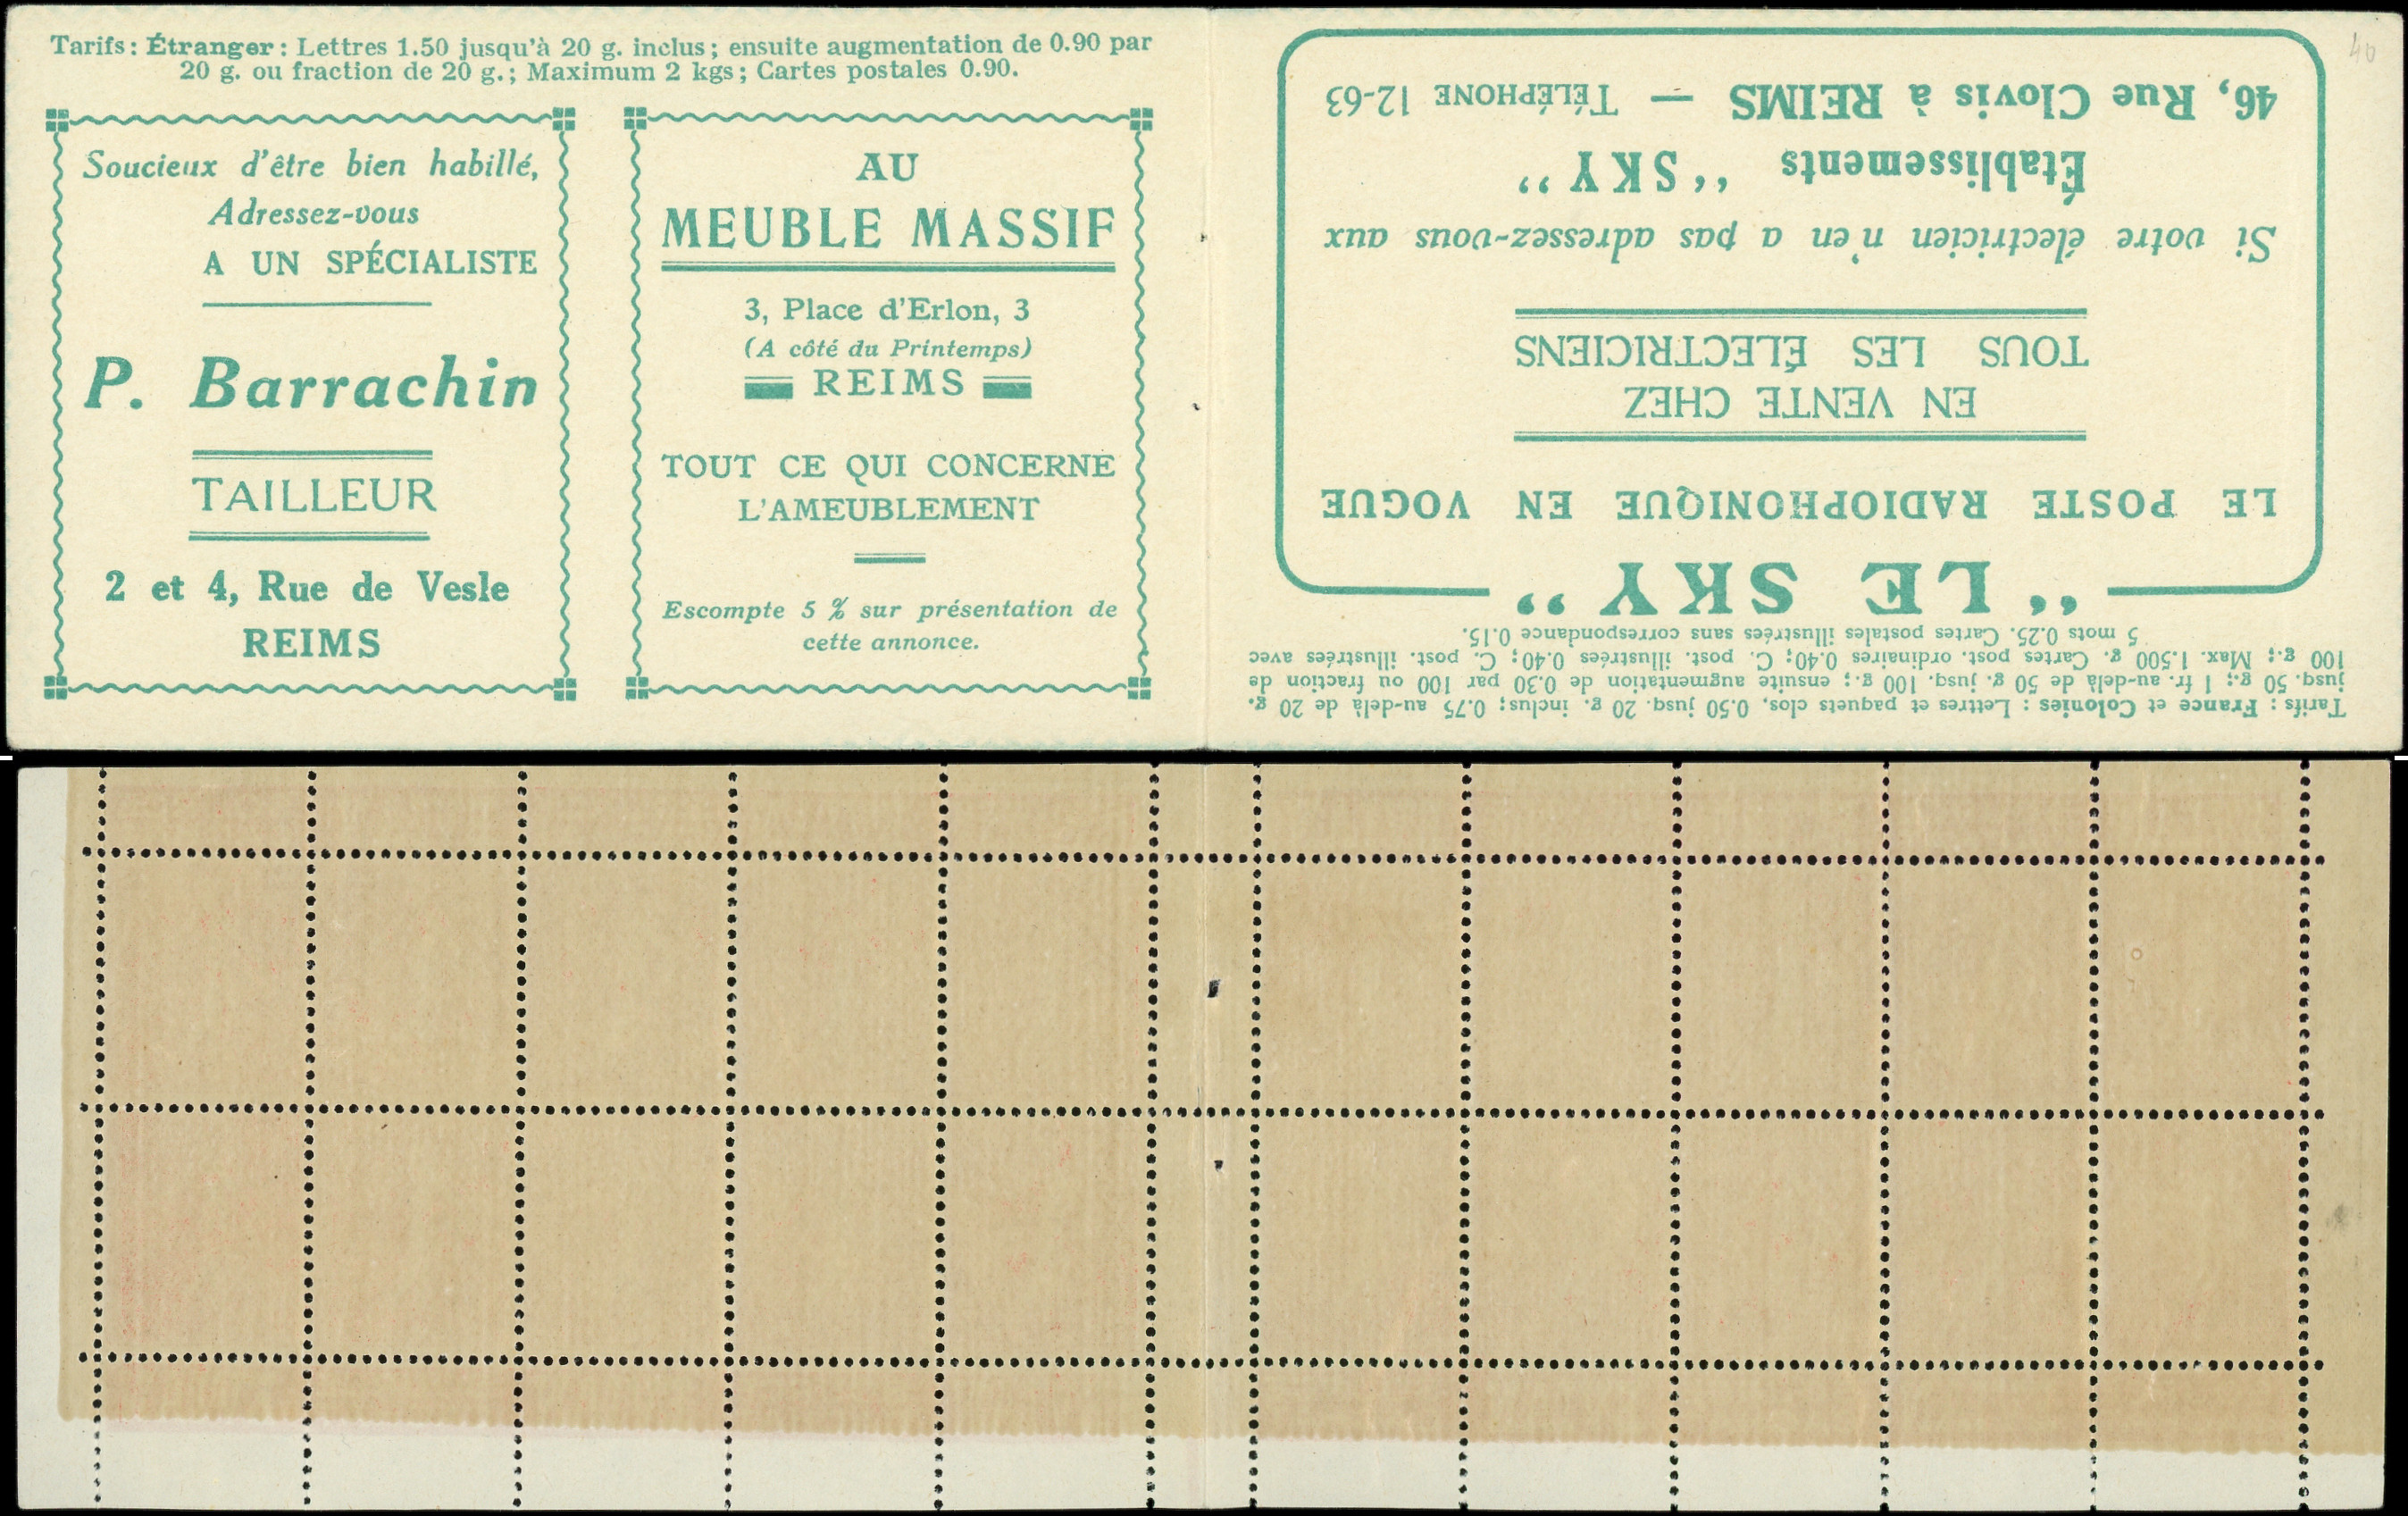 Tarifs: Étranger: Lettres 1.50 jusqu'à 20 g. inclus; ensuite augmentation de 0.90 par
20 g. ou fraction de 20 g.; Maximum 2 kgs; Cartes postales 0.90.
Soucieux d'être bien habillé,
Adressez-vous
A UN SPÉCIALISTE
P. Barrachin
TAILLEUR
2 et 4, Rue de Vesle
REIMS
AU
MEUBLE MASSIF
3, Place d'Erlon, 3
(A côté du Printemps)
REIMS
TOUT CE QUI CONCERNE
L'AMEUBLEMENT
Escompte 5 % sur présentation de
cette annonce.
Tarifs : France et Colonies : Lettres et paquets clos, 0.50 jusq. 20 g. inclus; 0.75 au-delà de 20 g.
jusq. 50 g.; 1 fr. au-delà de 50 g. jusq. 100 g.; ensuite augmentation de 0.30 par 100 ou fraction de
100 g.; Max. 1.500 g. Cartes post. ordinaires 0.40; C. post. illustrées 0.40; C. post. illustrées avec
5 mots 0.25. Cartes postales illustrées sans correspondance 0.15.
“ LE SKY ”
LE POSTE RADIOPHONIQUE EN VOGUE
EN VENTE CHEZ
TOUS LES ÉLECTRICIENS
Si votre électricien n'en a pas adressez-vous aux
Établissements “ SKY ”
46, Rue Clovis à REIMS — TÉLÉPHONE 12-63
40